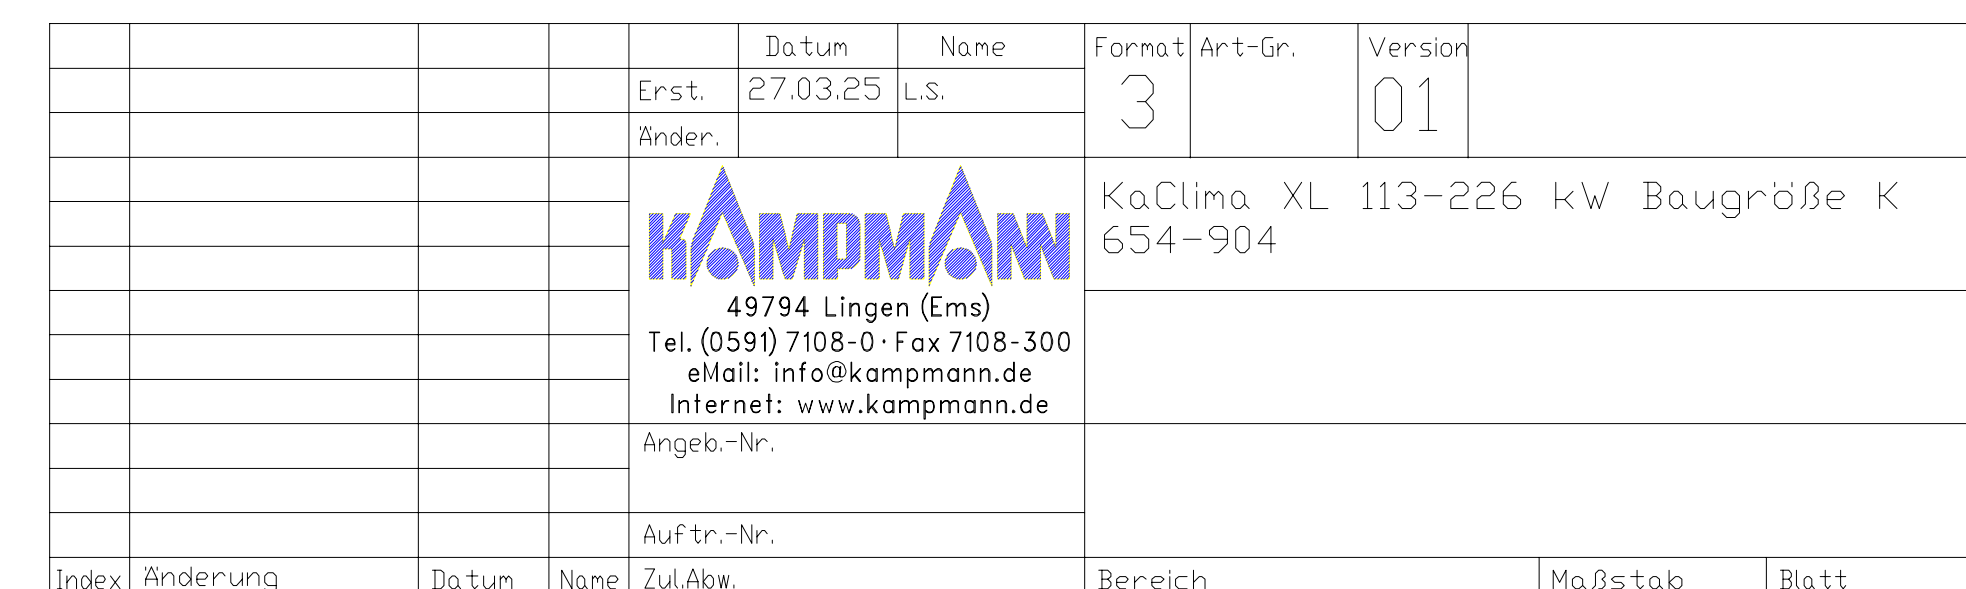 Datum Name Format Art-Gr. Version
Erst. 27.03.25 L.S. 3 01
Änder.
KAMPMANN
KaClima XL 113-226 kW Baugröße K
654-904
49794 Lingen (Ems)
Tel. (0591) 7108-0 · Fax 7108-300
eMail: info@kampmann.de
Internet: www.kampmann.de
Angeb.-Nr.
Auftr.-Nr.
Index Änderung Datum Name Zul.Abw. Bereich Maßstab Blatt